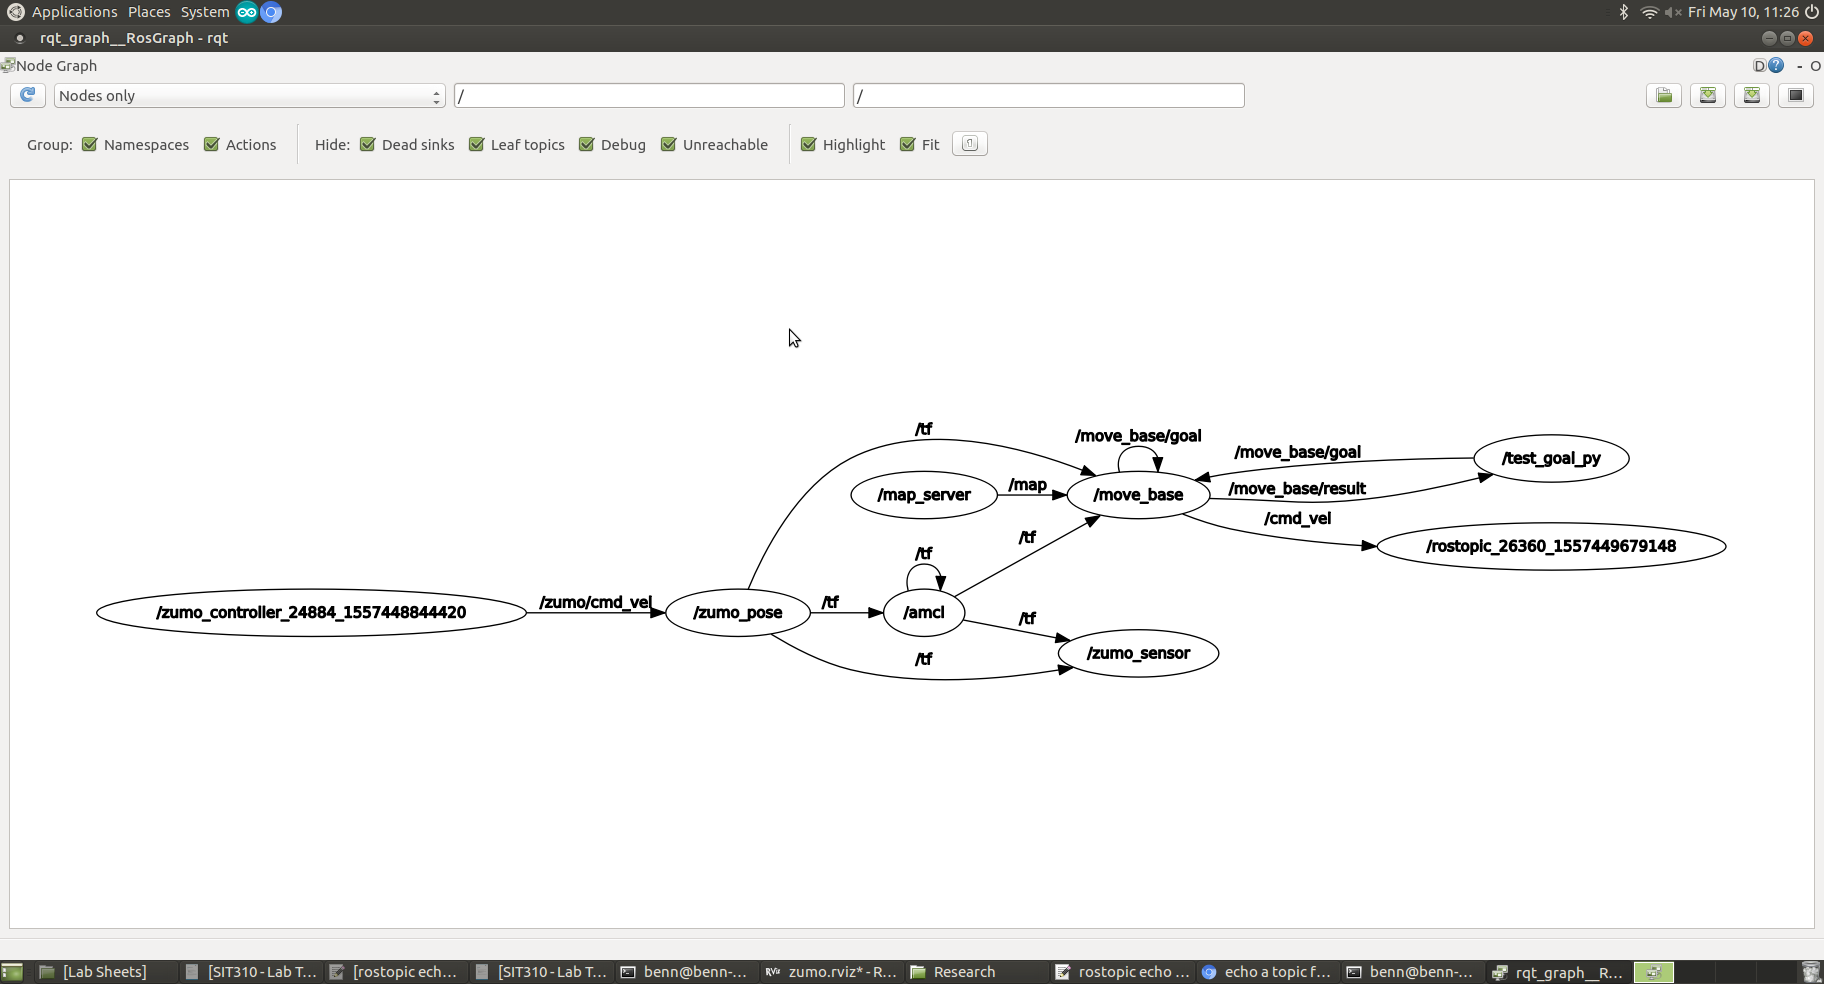 Applications Places System
Fri May 10, 11:26
rqt_graph__RosGraph - rqt
Node Graph
D ? - O
Nodes only
/
/
Group: Namespaces Actions
Hide: Dead sinks Leaf topics Debug Unreachable
Highlight Fit
/tf
/move_base/goal
/move_base/goal
/test_goal_py
/map_server
/map
/move_base
/move_base/result
/cmd_vel
/tf
/rostopic_26360_1557449679148
/tf
/zumo_controller_24884_1557448844420
/zumo/cmd_vel
/zumo_pose
/tf
/amcl
/tf
/zumo_sensor
/tf
[Lab Sheets]
[SIT310 - Lab T...
[rostopic ech...
[SIT310 - Lab T...
benn@benn-...
RViz
zumo.rviz* - R...
Research
rostopic echo ...
echo a topic f...
benn@benn-...
rqt_graph__R...